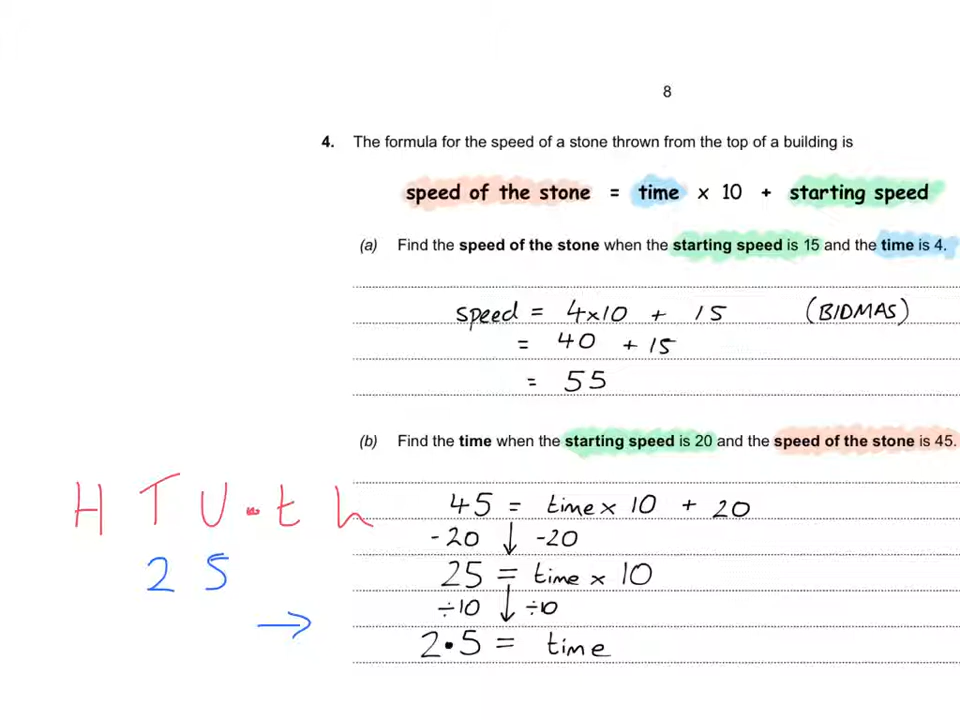 8
4. The formula for the speed of a stone thrown from the top of a building is
speed of the stone = time x 10 + starting speed
(a) Find the speed of the stone when the starting speed is 15 and the time is 4.
speed = 4x10 + 15 (BIDMAS)
= 40 + 15
= 55
(b) Find the time when the starting speed is 20 and the speed of the stone is 45.
H T U . t h
2 5
→
45 = time x 10 + 20
-20 ↓ -20
25 = time x 10
÷10 ↓ ÷10
2.5 = time